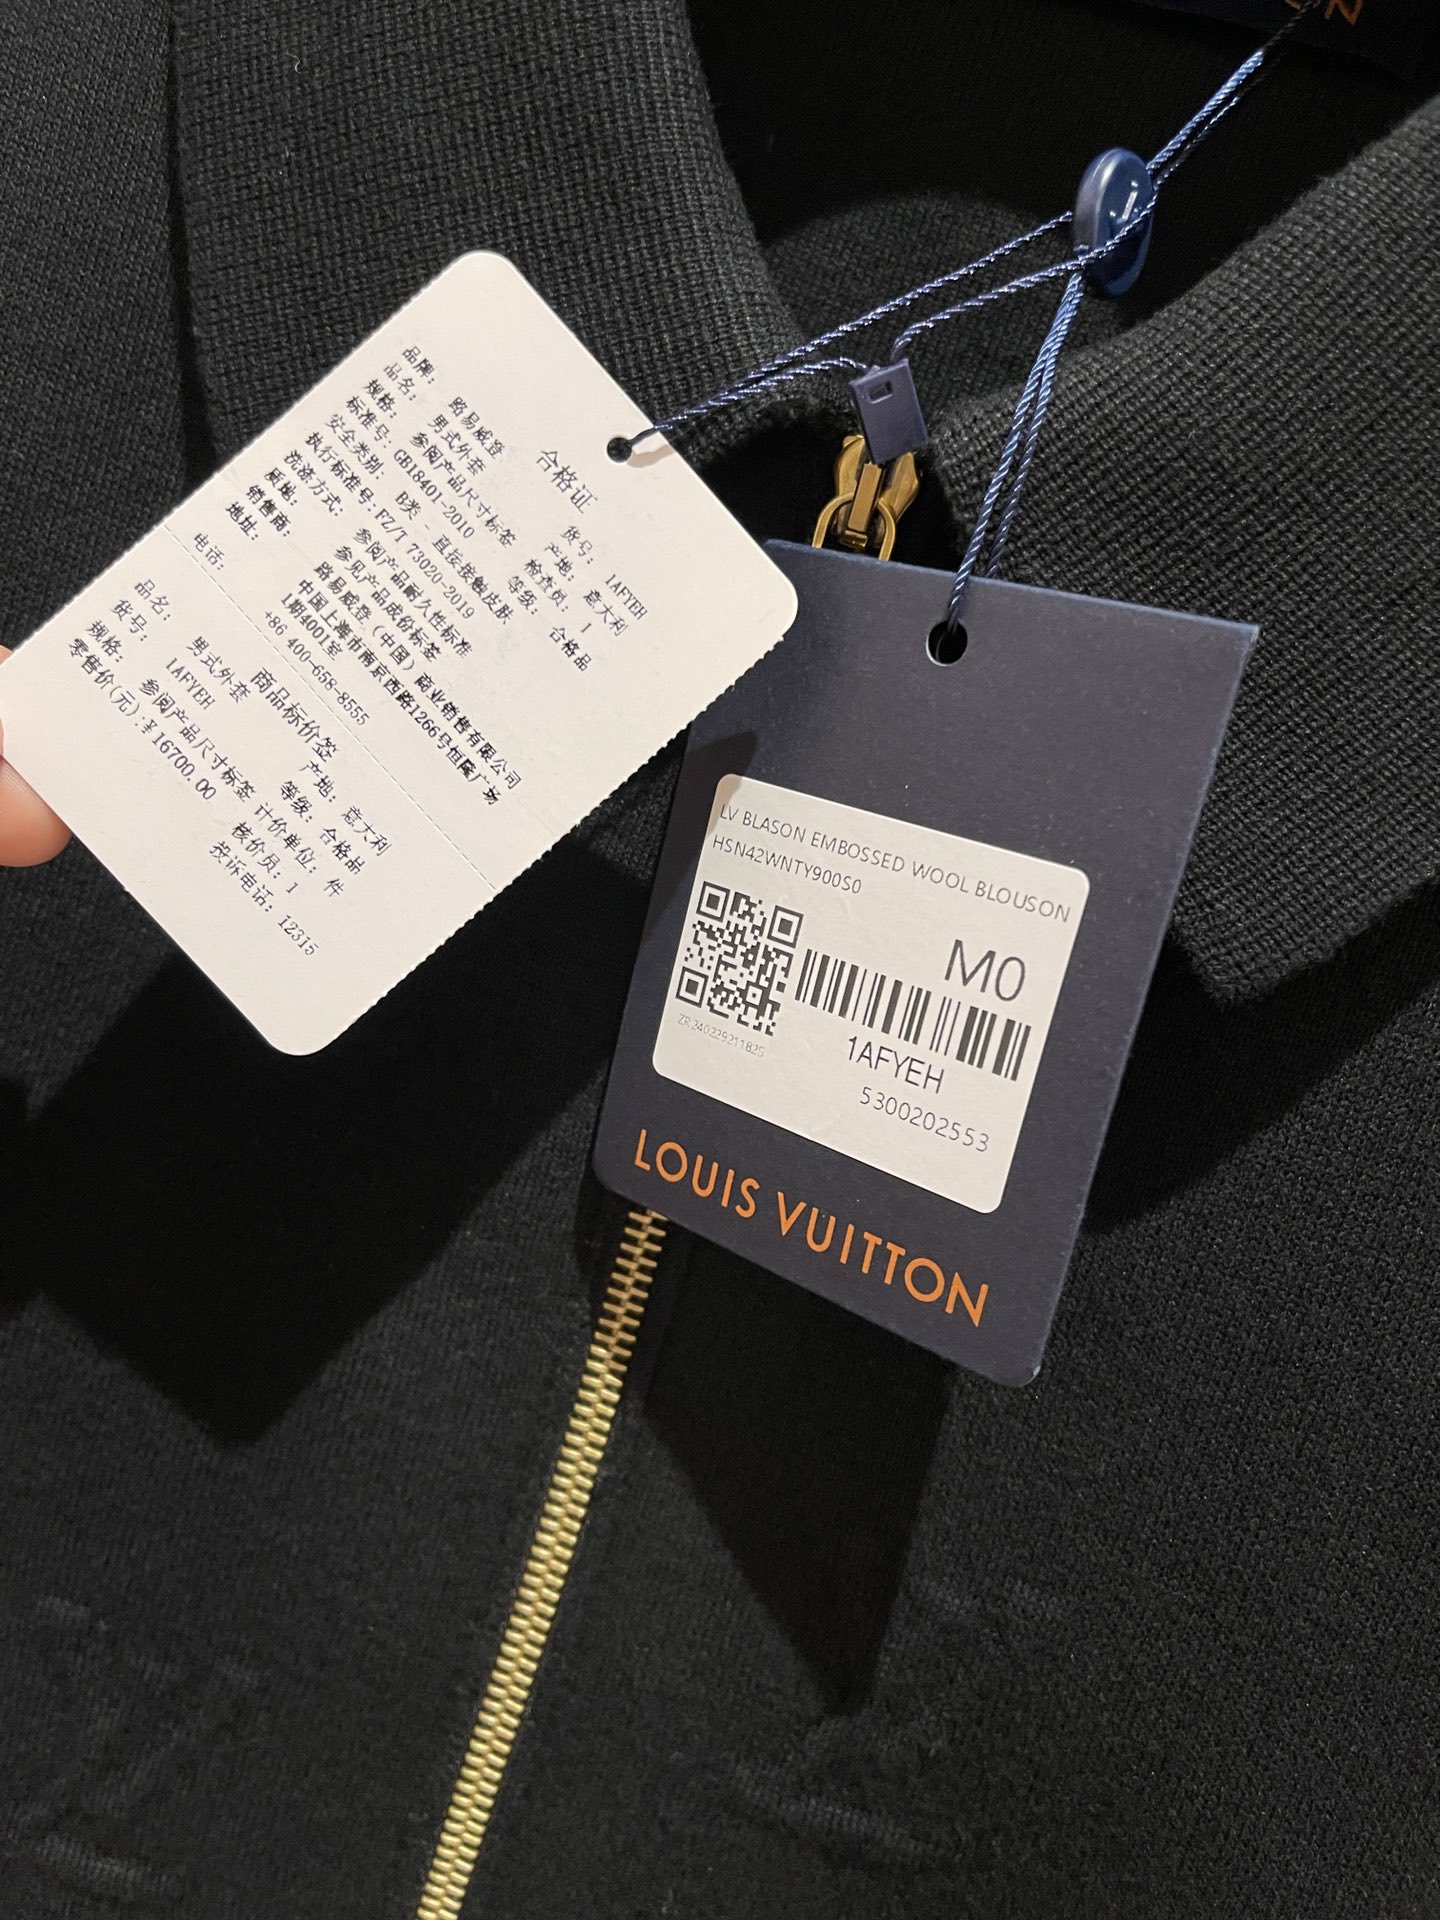 合格证
品牌: 路易威登 货号: 1AFYEH
品名: 男式外套 产地: 意大利
规格: 参阅产品尺寸标签 检查员: 1
标准号: GB18401-2010 等级: 合格品
安全类别: B类 - 直接接触皮肤
执行标准号: FZ/T 73020-2019
洗涤方式: 参阅产品耐久性标准
质地: 参见产品成份标签
销售商: 路易威登(中国)商业销售有限公司
地址: 中国上海市南京西路1266号恒隆广场
1期4001室
电话: +86 400-658-8555
商品标价签
品名: 男式外套 产地: 意大利
货号: 1AFYEH 等级: 合格品
规格: 参阅产品尺寸标签 计价单位: 件
零售价(元): ¥16700.00 核价员: 1
投诉电话: 12315
LV BLASON EMBOSSED WOOL BLOUSON
HSN42WNTY900S0
M0
ZR240229211825
1AFYEH
5300202553
LOUIS VUITTON